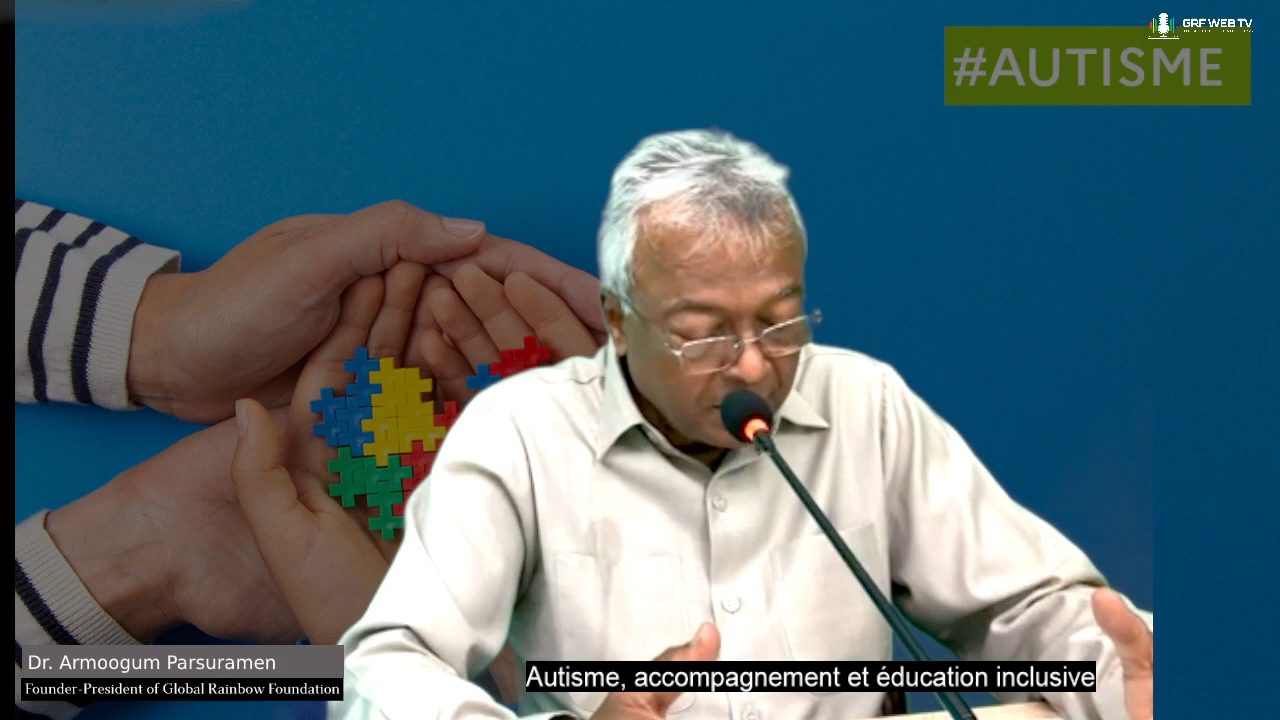 GRF WEB TV
#AUTISME
Dr. Armoogum Parsuramen
Founder-President of Global Rainbow Foundation
Autisme, accompagnement et éducation inclusive